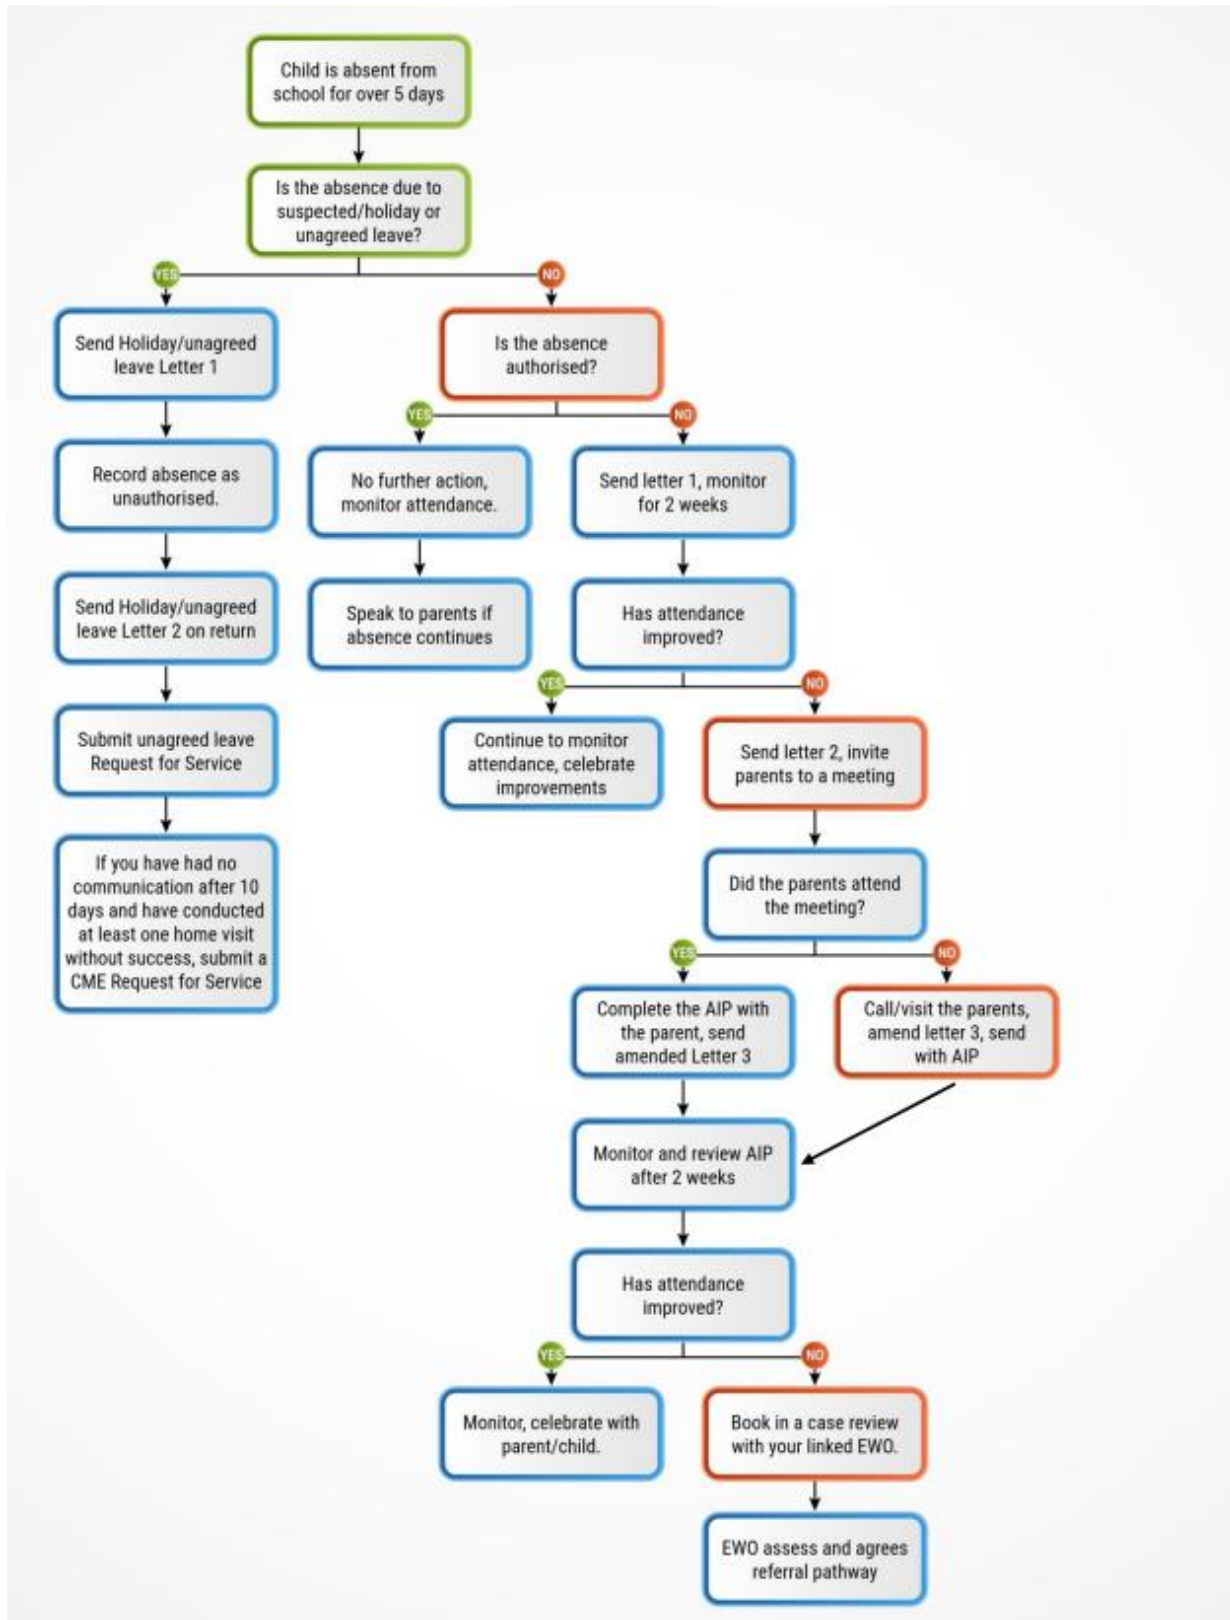 Child is absent from
school for over 5 days
Is the absence due to
suspected/holiday or
unagreed leave?
YES
NO
Send Holiday/unagreed
leave Letter 1
Is the absence
authorised?
YES
NO
Record absence as
unauthorised.
No further action,
monitor attendance.
Send letter 1, monitor
for 2 weeks
Send Holiday/unagreed
leave Letter 2 on return
Speak to parents if
absence continues
Has attendance
improved?
YES
NO
Submit unagreed leave
Request for Service
Continue to monitor
attendance, celebrate
improvements
Send letter 2, invite
parents to a meeting
If you have had no
communication after 10
days and have conducted
at least one home visit
without success, submit a
CME Request for Service
Did the parents attend
the meeting?
YES
NO
Complete the AIP with
the parent, send
amended Letter 3
Call/visit the parents,
amend letter 3, send
with AIP
Monitor and review AIP
after 2 weeks
Has attendance
improved?
YES
NO
Monitor, celebrate with
parent/child.
Book in a case review
with your linked EWO.
EWO assess and agrees
referral pathway